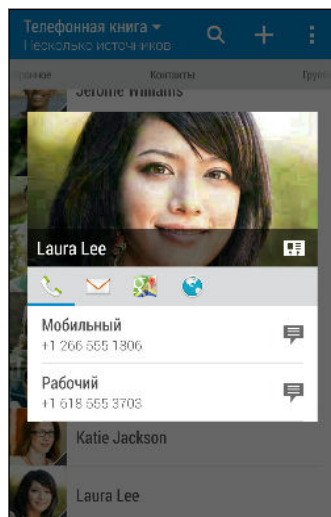 Телефонная книга
Несколько источников
Контакты
Jerome Williams
Laura Lee
Мобильный
+1 266 555 1806
Рабочий
+1 618 555 3703
Katie Jackson
Laura Lee